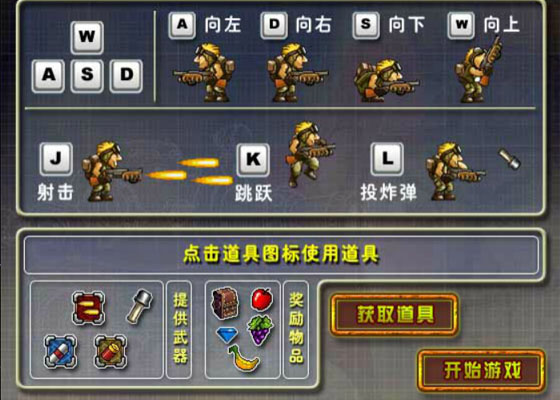 W
A S D
A 向左 D 向右 S 向下 W 向上
J 射击
K 跳跃
L 投炸弹
点击道具图标使用道具
提供武器
奖励物品
获取道具
开始游戏